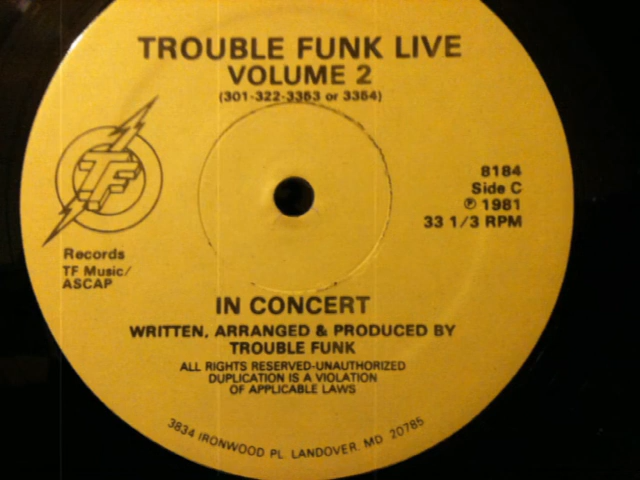 TROUBLE FUNK LIVE
VOLUME 2
(301-322-3353 or 3354)
TF
8184
Side C
℗ 1981
33 1/3 RPM
Records
TF Music/
ASCAP
IN CONCERT
WRITTEN, ARRANGED & PRODUCED BY
TROUBLE FUNK
ALL RIGHTS RESERVED-UNAUTHORIZED
DUPLICATION IS A VIOLATION
OF APPLICABLE LAWS
3834 IRONWOOD PL. LANDOVER, MD 20785